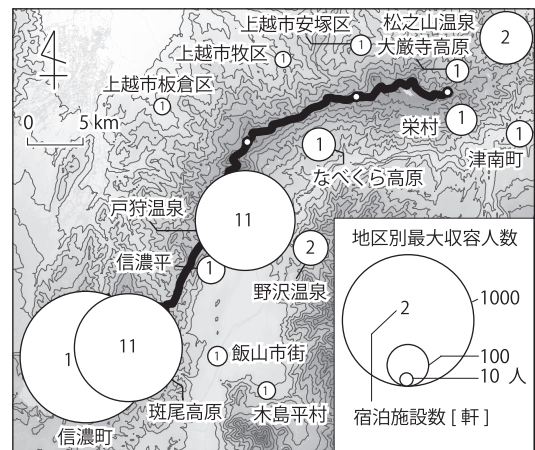 上越市安塚区
松之山温泉
1
2
上越市牧区
1
大厳寺高原
1
上越市板倉区
1
0 5 km
栄村
1
津南町
1
なべくら高原
1
戸狩温泉
11
信濃平
1
野沢温泉
2
1
11
飯山市街
1
斑尾高原
木島平村
1
信濃町
地区別最大収容人数
2
1000
100
10 人
宿泊施設数 [ 軒 ]